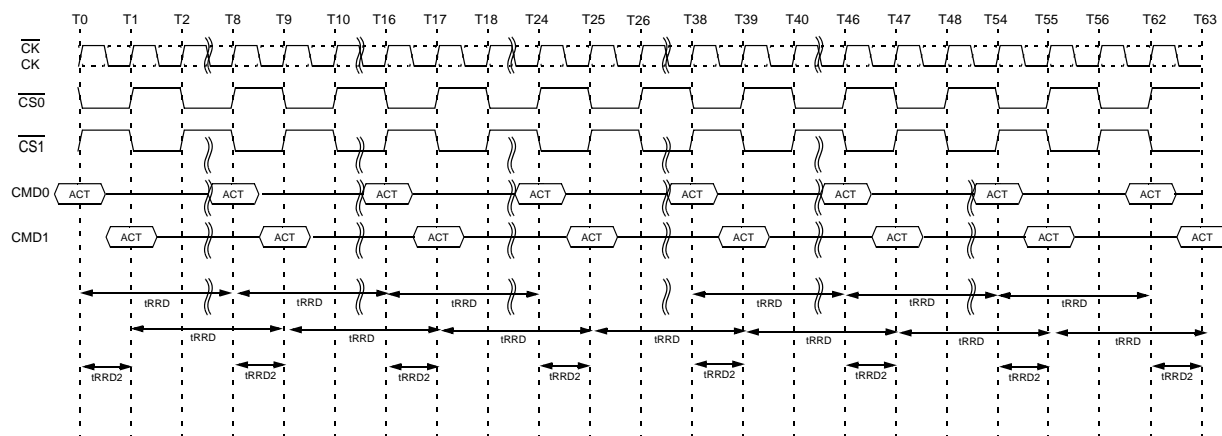 T0 T1 T2 T8 T9 T10 T16 T17 T18 T24 T25 T26 T38 T39 T40 T46 T47 T48 T54 T55 T56 T62 T63
CK
CK
CS0
CS1
CMD0 ACT ACT ACT ACT ACT ACT ACT ACT
CMD1 ACT ACT ACT ACT ACT ACT ACT ACT
tRRD tRRD tRRD tRRD tRRD tRRD
tRRD tRRD tRRD tRRD tRRD tRRD tRRD
tRRD2 tRRD2 tRRD2 tRRD2 tRRD2 tRRD2 tRRD2 tRRD2